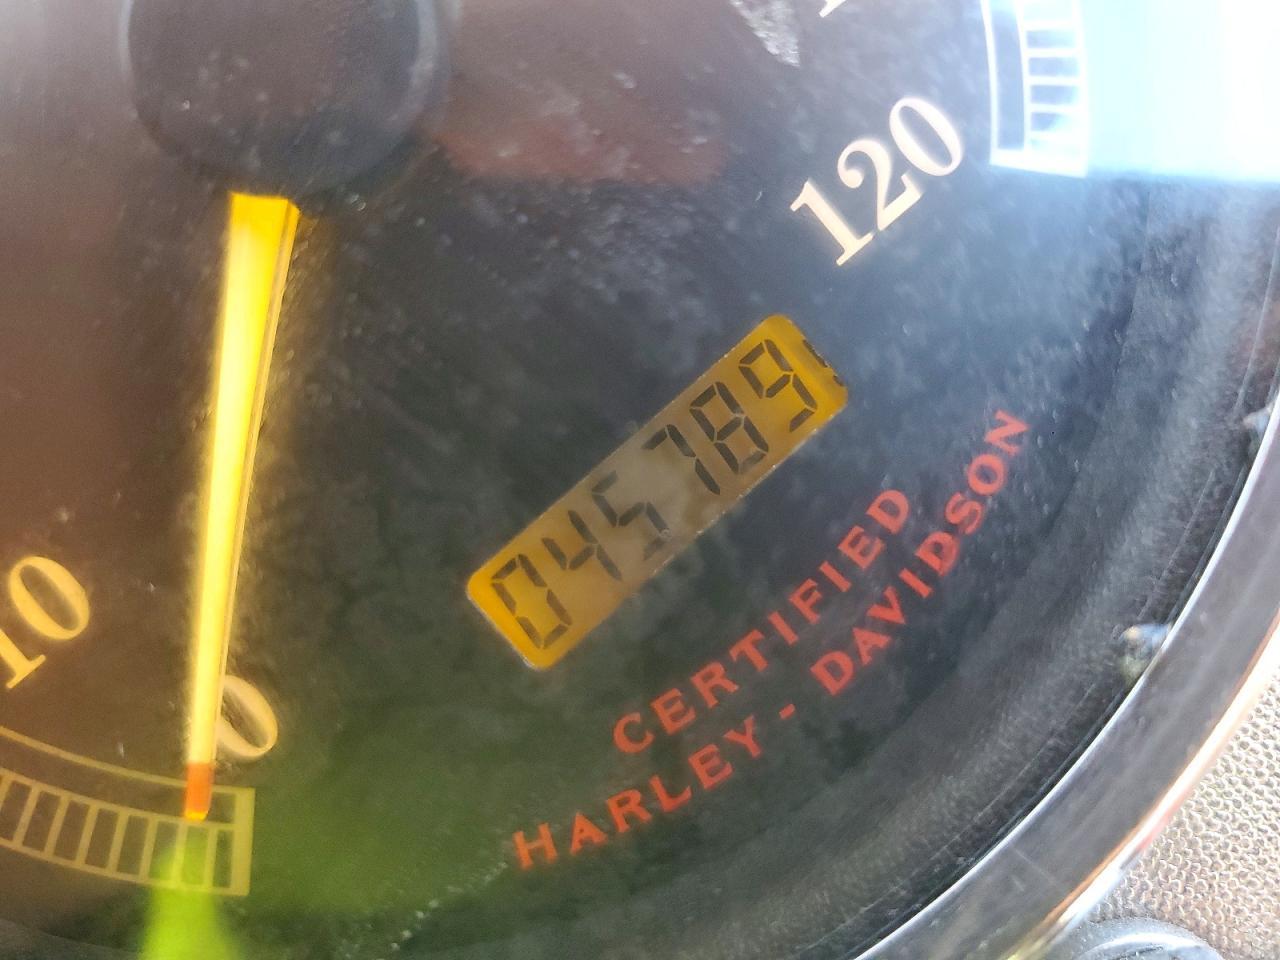 120
045789
CERTIFIED
HARLEY - DAVIDSON
10
0